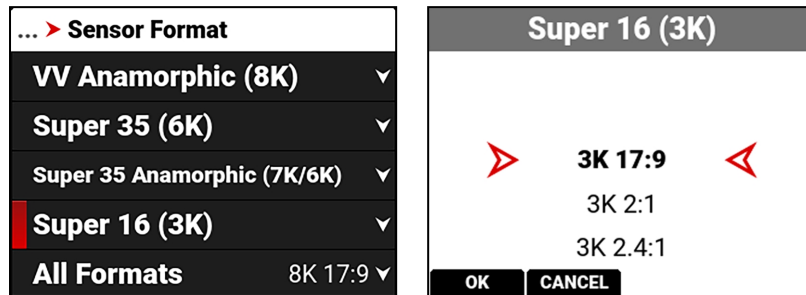 ... ➤ Sensor Format
VV Anamorphic (8K)
Super 35 (6K)
Super 35 Anamorphic (7K/6K)
Super 16 (3K)
All Formats 8K 17:9
Super 16 (3K)
3K 17:9
3K 2:1
3K 2.4:1
OK CANCEL